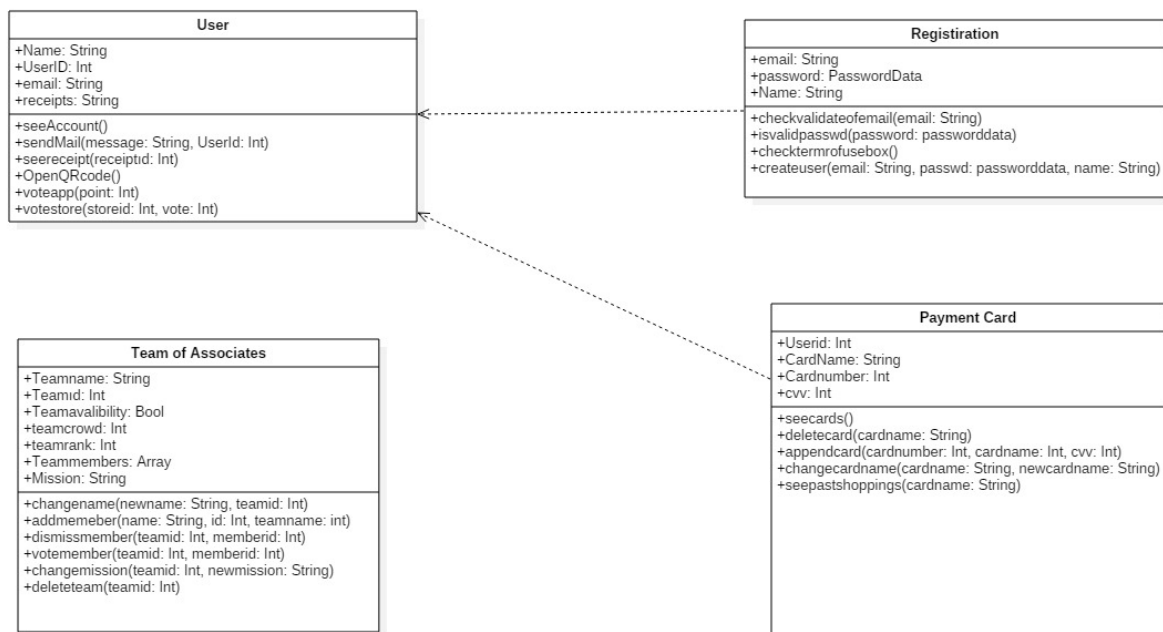 User
+Name: String
+UserID: Int
+email: String
+receipts: String
+seeAccount()
+sendMail(message: String, UserId: Int)
+seereceipt(receiptıd: Int)
+OpenQRcode()
+voteapp(point: Int)
+votestore(storeid: Int, vote: Int)
Registiration
+email: String
+password: PasswordData
+Name: String
+checkvalidateofemail(email: String)
+isvalidpasswd(password: passworddata)
+checktermrofusebox()
+createuser(email: String, passwd: passworddata, name: String)
Team of Associates
+Teamname: String
+Teamıd: Int
+Teamavalibility: Bool
+teamcrowd: Int
+teamrank: Int
+Teammembers: Array
+Mission: String
+changename(newname: String, teamid: Int)
+addmemeber(name: String, id: Int, teamname: int)
+dismissmember(teamid: Int, memberid: Int)
+votemember(teamid: Int, memberid: Int)
+changemission(teamid: Int, newmission: String)
+deleteteam(teamid: Int)
Payment Card
+Userid: Int
+CardName: String
+Cardnumber: Int
+cvv: Int
+seecards()
+deletecard(cardname: String)
+appendcard(cardnumber: Int, cardname: Int, cvv: Int)
+changecardname(cardname: String, newcardname: String)
+seepastshoppings(cardname: String)